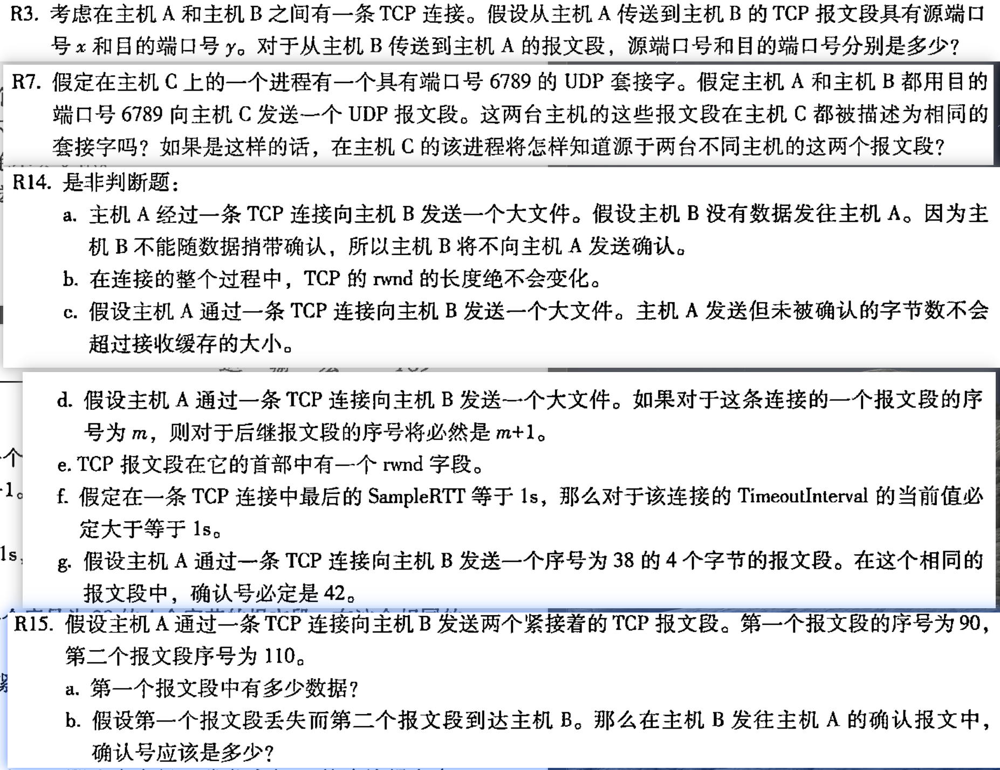 R3. 考虑在主机 A 和主机 B 之间有一条 TCP 连接。假设从主机 A 传送到主机 B 的 TCP 报文段具有源端口
号 x 和目的端口号 y。对于从主机 B 传送到主机 A 的报文段，源端口号和目的端口号分别是多少?
R7. 假定在主机 C 上的一个进程有一个具有端口号 6789 的 UDP 套接字。假定主机 A 和主机 B 都用目的
端口号 6789 向主机 C 发送一个 UDP 报文段。这两台主机的这些报文段在主机 C 都被描述为相同的
套接字吗? 如果是这样的话，在主机 C 的该进程将怎样知道源于两台不同主机的这两个报文段?
R14. 是非判断题：
a. 主机 A 经过一条 TCP 连接向主机 B 发送一个大文件。假设主机 B 没有数据发往主机 A。因为主
机 B 不能随数据捎带确认，所以主机 B 将不向主机 A 发送确认。
b. 在连接的整个过程中，TCP 的 rwnd 的长度绝不会变化。
c. 假设主机 A 通过一条 TCP 连接向主机 B 发送一个大文件。主机 A 发送但未被确认的字节数不会
超过接收缓存的大小。
d. 假设主机 A 通过一条 TCP 连接向主机 B 发送一个大文件。如果对于这条连接的一个报文段的序
号为 m，则对于后继报文段的序号将必然是 m+1。
个
e. TCP 报文段在它的首部中有一个 rwnd 字段。
1。
f. 假定在一条 TCP 连接中最后的 SampleRTT 等于 1s，那么对于该连接的 TimeoutInterval 的当前值必
定大于等于 1s。
1s,
g. 假设主机 A 通过一条 TCP 连接向主机 B 发送一个序号为 38 的 4 个字节的报文段。在这个相同的
报文段中，确认号必定是 42。
R15. 假设主机 A 通过一条 TCP 连接向主机 B 发送两个紧接着的 TCP 报文段。第一个报文段的序号为 90，
第二个报文段序号为 110。
a. 第一个报文段中有多少数据?
b. 假设第一个报文段丢失而第二个报文段到达主机 B。那么在主机 B 发往主机 A 的确认报文中，
确认号应该是多少?